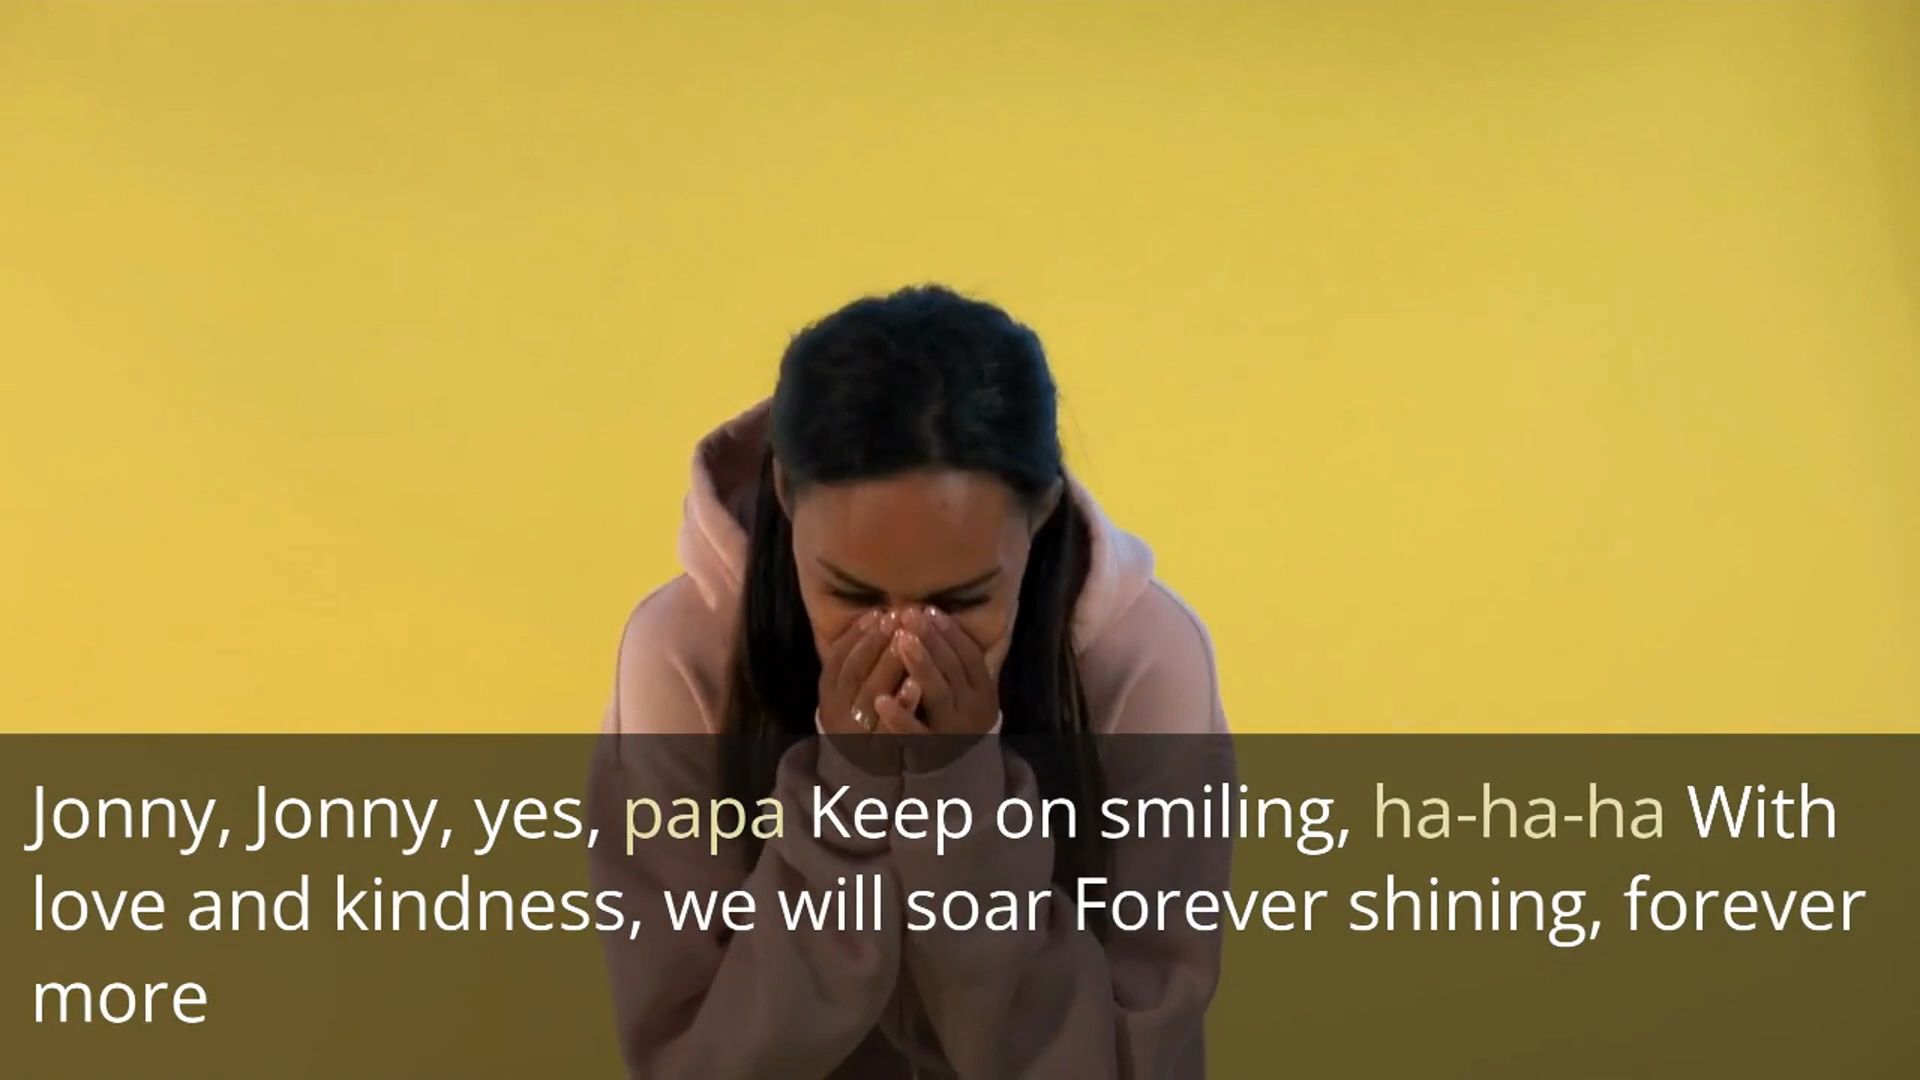 Jonny, Jonny, yes, papa Keep on smiling, ha-ha-ha With
love and kindness, we will soar Forever shining, forever
more